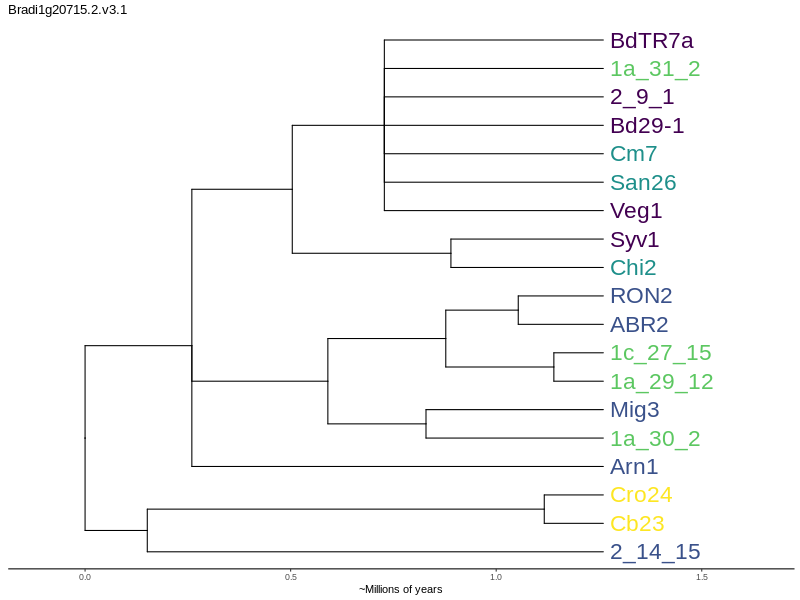 Bradi1g20715.2.v3.1
BdTR7a
1a_31_2
2_9_1
Bd29-1
Cm7
San26
Veg1
Syv1
Chi2
RON2
ABR2
1c_27_15
1a_29_12
Mig3
1a_30_2
Arn1
Cro24
Cb23
2_14_15
0.0 0.5 1.0 1.5
~Millions of years